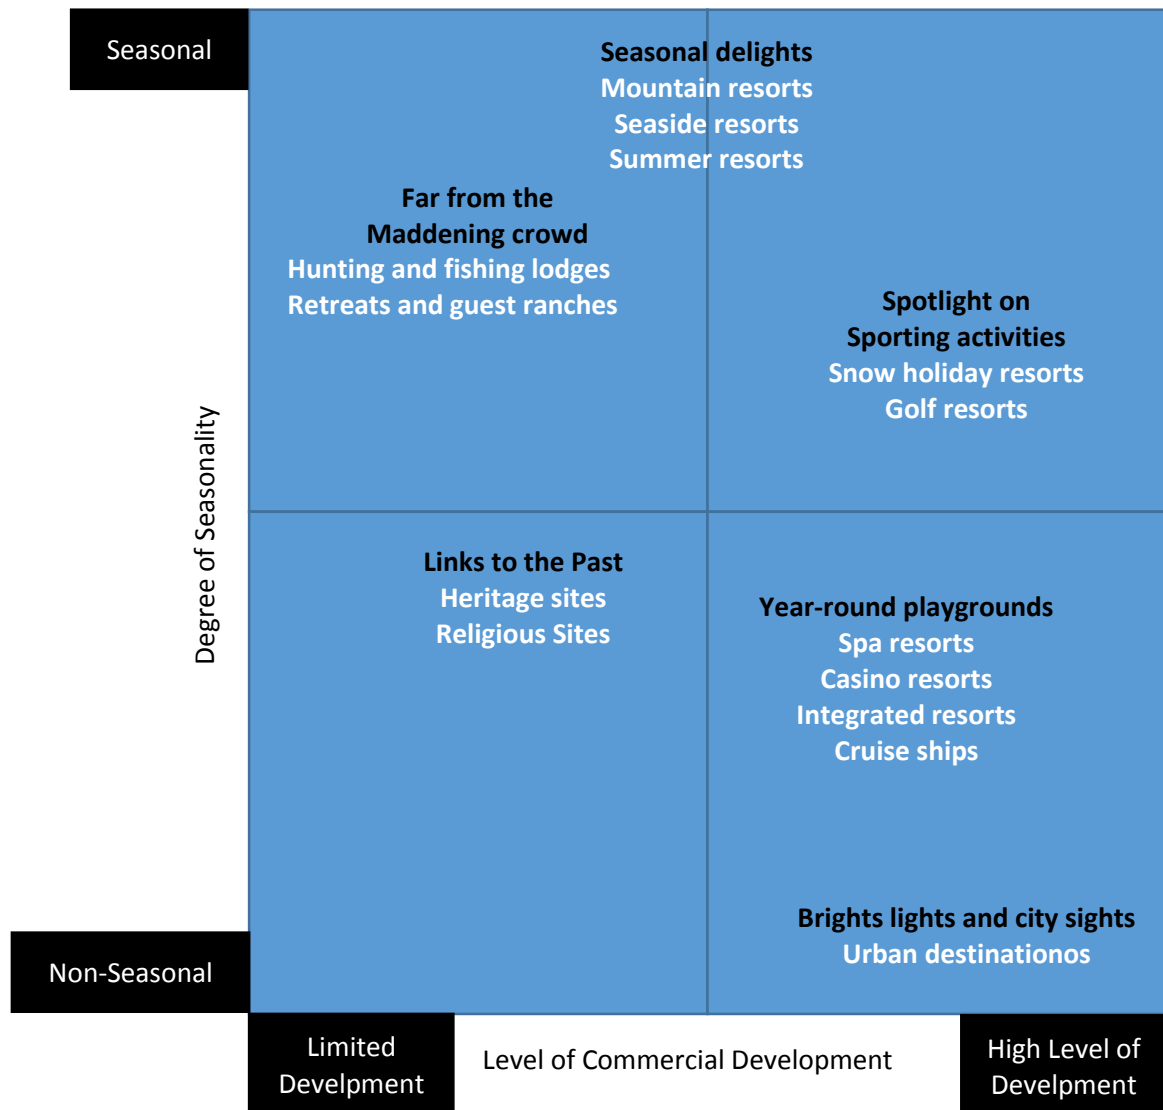 Seasonal
Seasonal delights
Mountain resorts
Seaside resorts
Summer resorts
Far from the
Maddening crowd
Hunting and fishing lodges
Retreats and guest ranches
Spotlight on
Sporting activities
Snow holiday resorts
Golf resorts
Degree of Seasonality
Links to the Past
Heritage sites
Religious Sites
Year-round playgrounds
Spa resorts
Casino resorts
Integrated resorts
Cruise ships
Brights lights and city sights
Urban destinationos
Non-Seasonal
Limited
Develpment
Level of Commercial Development
High Level of
Develpment